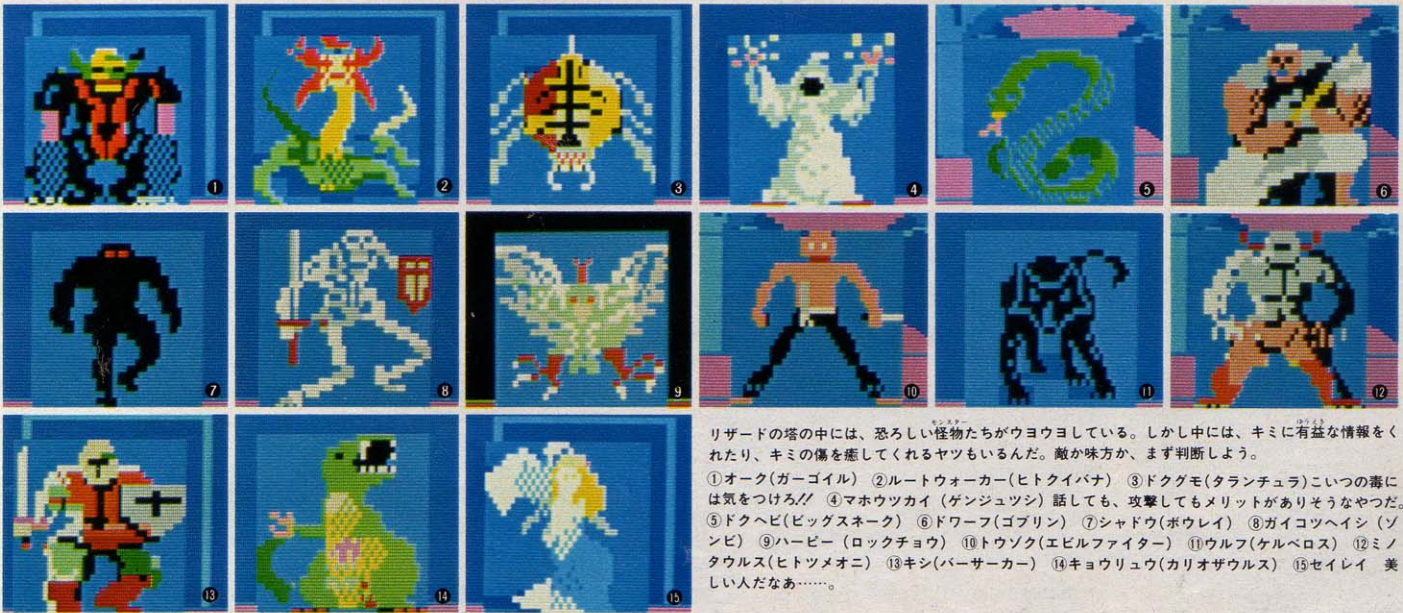 ①
②
③
④
⑤
⑥
⑦
⑧
⑨
⑩
⑪
⑫
⑬
⑭
⑮
リザードの塔の中には、恐ろしい怪物たちがウヨウヨしている。しかし中には、キミに有益な情報をく
れたり、キミの傷を癒してくれるヤツもいるんだ。敵か味方か、まず判断しよう。
①オーク(ガーゴイル) ②ルートウォーカー(ヒトクイバナ) ③ドクグモ(タランチュラ)こいつの毒に
は気をつけろ!! ④マホウツカイ(ゲンジュツシ)話しても、攻撃してもメリットがありそうなやつだ。
⑤ドクヘビ(ビッグスネーク) ⑥ドワーフ(ゴブリン) ⑦シャドウ(ボウレイ) ⑧ガイコツヘイシ(ゾ
ンビ) ⑨ハーピー(ロックチョウ) ⑩トウゾク(エビルファイター) ⑪ウルフ(ケルベロス) ⑫ミノ
タウルス(ヒトツメオニ) ⑬キシ(バーサーカー) ⑭キョウリュウ(カリオザウルス) ⑮セイレイ 美
しい人だなあ……。